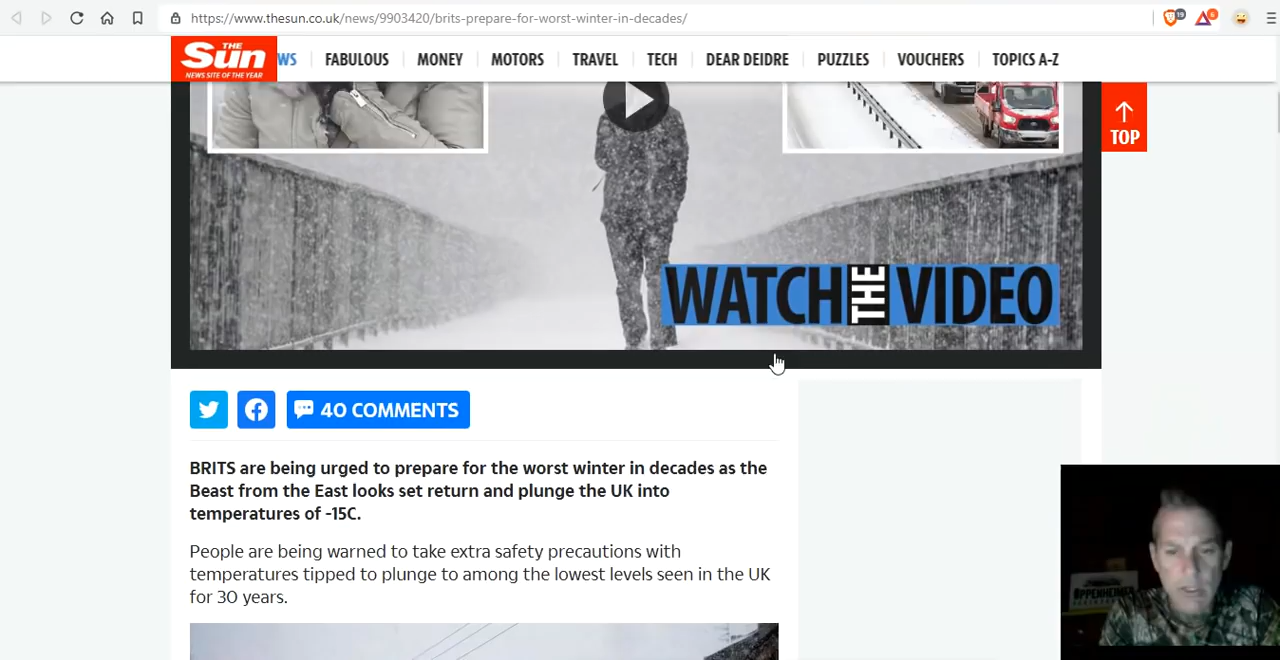 https://www.thesun.co.uk/news/9903420/brits-prepare-for-worst-winter-in-decades/
19
6
THE
Sun
NEWS SITE OF THE YEAR
WS
FABULOUS
MONEY
MOTORS
TRAVEL
TECH
DEAR DEIDRE
PUZZLES
VOUCHERS
TOPICS A-Z
TOP
WATCH THE VIDEO
40 COMMENTS
BRITS are being urged to prepare for the worst winter in decades as the
Beast from the East looks set return and plunge the UK into
temperatures of -15C.
People are being warned to take extra safety precautions with
temperatures tipped to plunge to among the lowest levels seen in the UK
for 30 years.